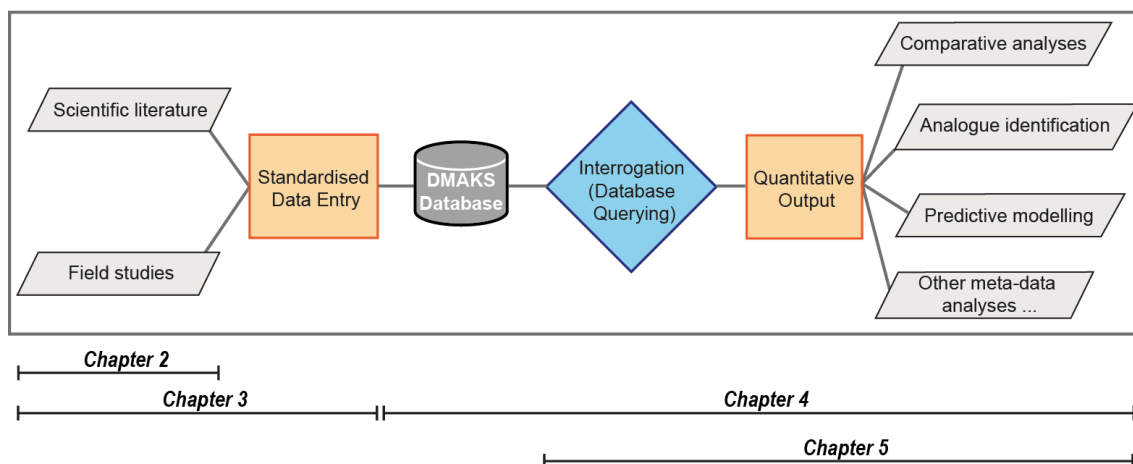 Scientific literature
Field studies
Standardised
Data Entry
DMAKS
Database
Interrogation
(Database
Querying)
Quantitative
Output
Comparative analyses
Analogue identification
Predictive modelling
Other meta-data
analyses ...
Chapter 2
Chapter 3
Chapter 4
Chapter 5